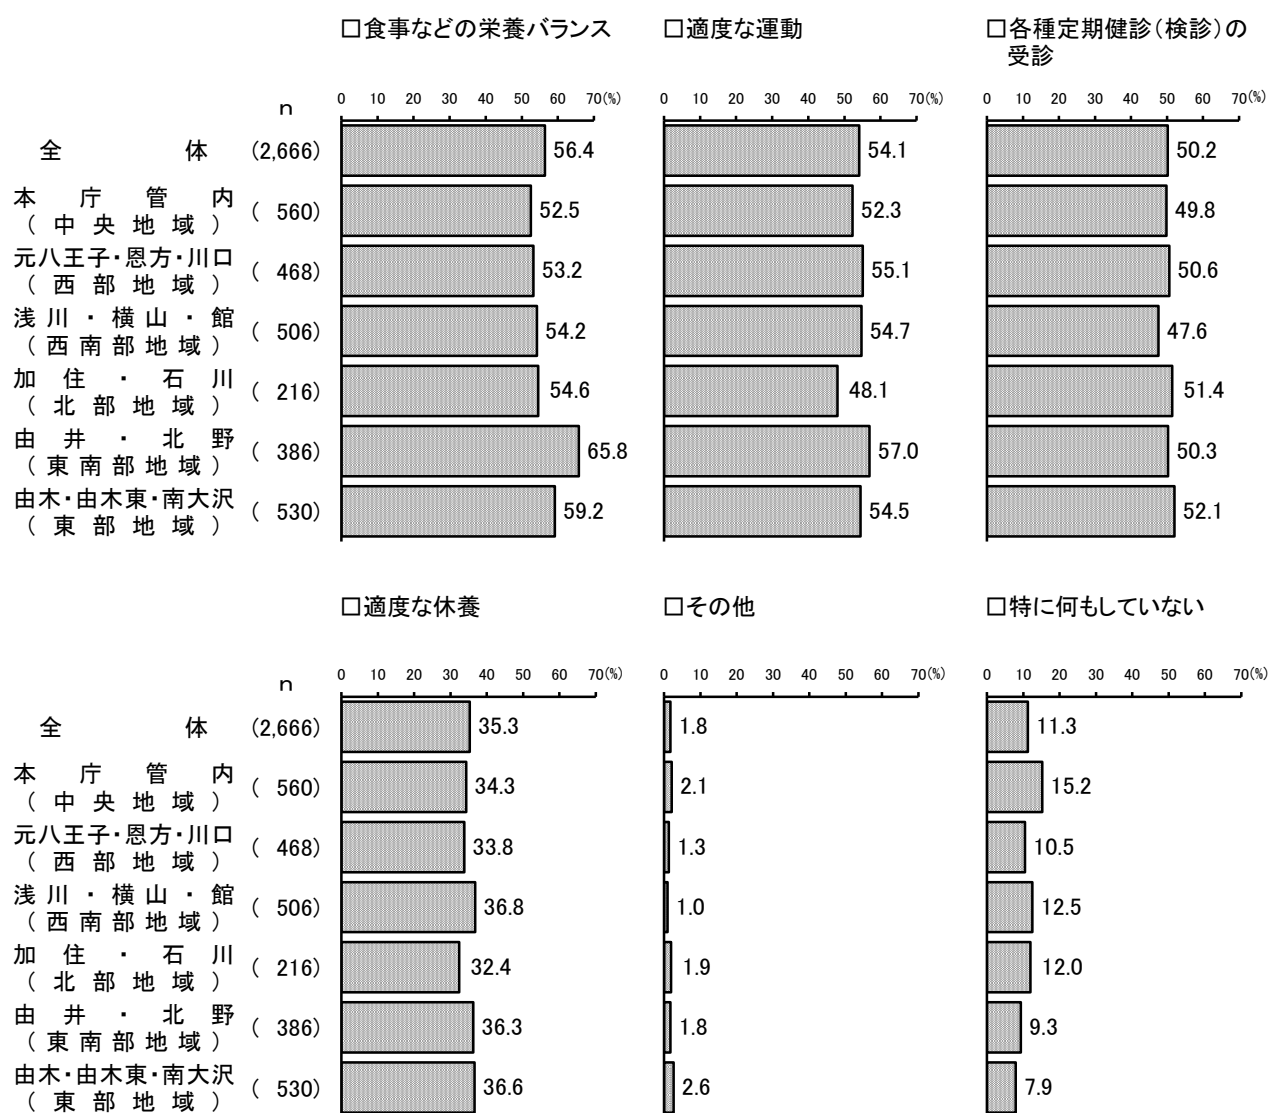 □食事などの栄養バランス □適度な運動 □各種定期健診(検診)の
受診
n 0 10 20 30 40 50 60 70(%) 0 10 20 30 40 50 60 70(%) 0 10 20 30 40 50 60 70(%)
全体 (2,666) 56.4 54.1 50.2
本庁管内
(中央地域) ( 560) 52.5 52.3 49.8
元八王子・恩方・川口
(西部地域) ( 468) 53.2 55.1 50.6
浅川・横山・館
(西南部地域) ( 506) 54.2 54.7 47.6
加住・石川
(北部地域) ( 216) 54.6 48.1 51.4
由井・北野
(東南部地域) ( 386) 65.8 57.0 50.3
由木・由木東・南大沢
(東部地域) ( 530) 59.2 54.5 52.1
□適度な休養 □その他 □特に何もしていない
n 0 10 20 30 40 50 60 70(%) 0 10 20 30 40 50 60 70(%) 0 10 20 30 40 50 60 70(%)
全体 (2,666) 35.3 1.8 11.3
本庁管内
(中央地域) ( 560) 34.3 2.1 15.2
元八王子・恩方・川口
(西部地域) ( 468) 33.8 1.3 10.5
浅川・横山・館
(西南部地域) ( 506) 36.8 1.0 12.5
加住・石川
(北部地域) ( 216) 32.4 1.9 12.0
由井・北野
(東南部地域) ( 386) 36.3 1.8 9.3
由木・由木東・南大沢
(東部地域) ( 530) 36.6 2.6 7.9